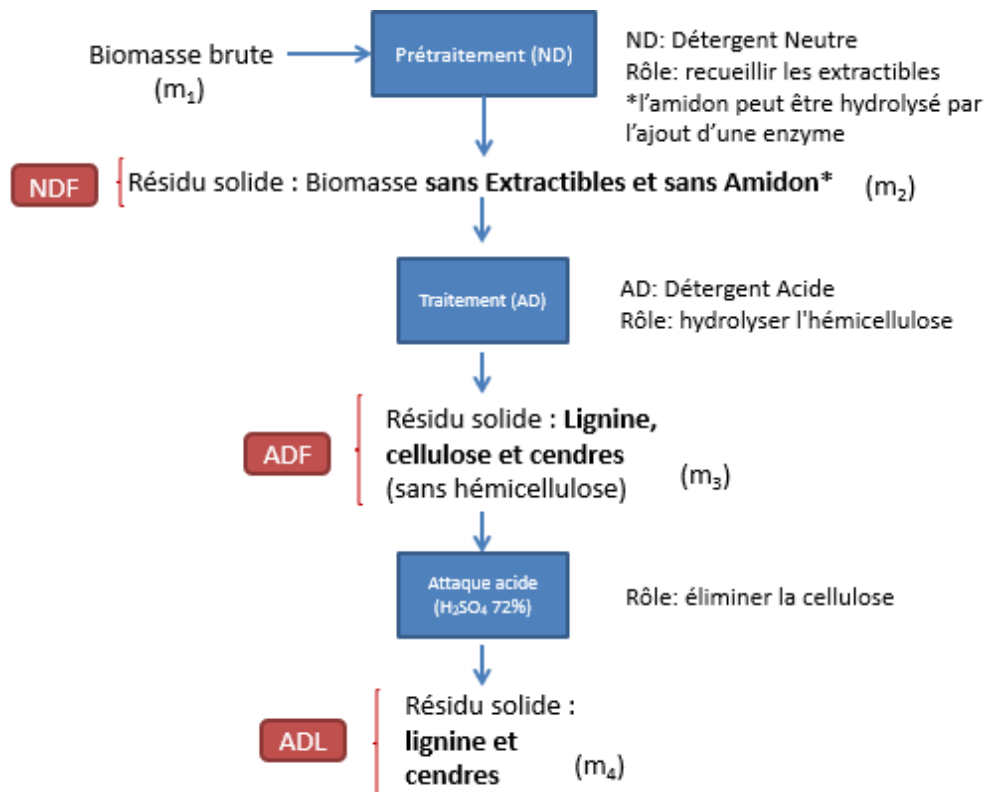 Biomasse brute
(m₁)
Prétraitement (ND)
ND: Détergent Neutre
Rôle: recueillir les extractibles
*l'amidon peut être hydrolysé par
l'ajout d'une enzyme
NDF
Résidu solide : Biomasse sans Extractibles et sans Amidon* (m₂)
Traitement (AD)
AD: Détergent Acide
Rôle: hydrolyser l'hémicellulose
ADF
Résidu solide : Lignine,
cellulose et cendres
(sans hémicellulose) (m₃)
Attaque acide
(H₂SO₄ 72%)
Rôle: éliminer la cellulose
ADL
Résidu solide :
lignine et
cendres (m₄)